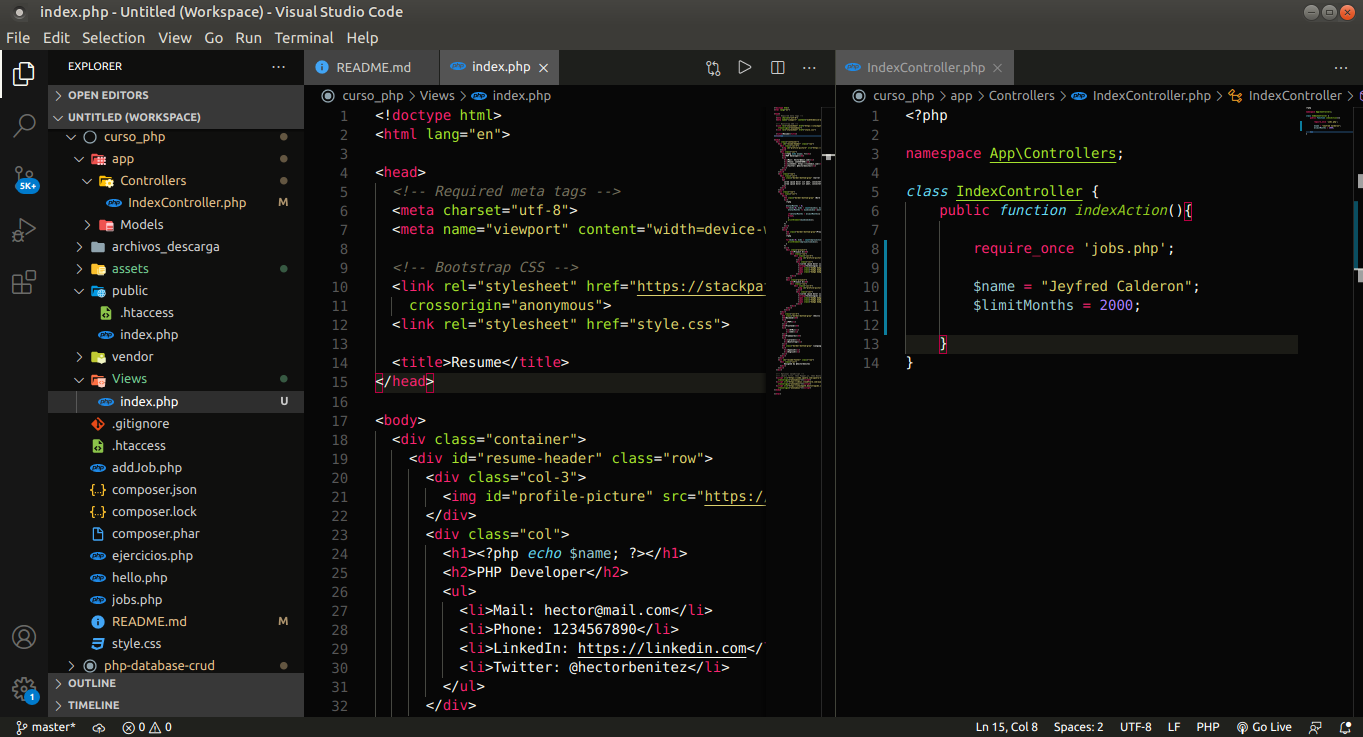 index.php - Untitled (Workspace) - Visual Studio Code
File Edit Selection View Go Run Terminal Help
EXPLORER ...
OPEN EDITORS
UNTITLED (WORKSPACE)
curso_php
app
Controllers
php IndexController.php M
Models
archivos_descarga
assets
public
.htaccess
php index.php
vendor
Views
php index.php U
.gitignore
.htaccess
php addJob.php
{..} composer.json
{..} composer.lock
composer.phar
php ejercicios.php
php hello.php
php jobs.php
README.md M
style.css
php-database-crud
OUTLINE
TIMELINE
5K+
1
README.md
php index.php
curso_php > Views > php index.php
1 <!doctype html>
2 <html lang="en">
3
4 <head>
5 <!-- Required meta tags -->
6 <meta charset="utf-8">
7 <meta name="viewport" content="width=device-
8
9 <!-- Bootstrap CSS -->
10 <link rel="stylesheet" href="https://stackpa
11 crossorigin="anonymous">
12 <link rel="stylesheet" href="style.css">
13
14 <title>Resume</title>
15 </head>
16
17 <body>
18 <div class="container">
19 <div id="resume-header" class="row">
20 <div class="col-3">
21 <img id="profile-picture" src="https:/
22 </div>
23 <div class="col">
24 <h1><?php echo $name; ?></h1>
25 <h2>PHP Developer</h2>
26 <ul>
27 <li>Mail: hector@mail.com</li>
28 <li>Phone: 1234567890</li>
29 <li>LinkedIn: https://linkedin.com</
30 <li>Twitter: @hectorbenitez</li>
31 </ul>
32 </div>
php IndexController.php
curso_php > app > Controllers > php IndexController.php > IndexController >
1 <?php
2
3 namespace App\Controllers;
4
5 class IndexController {
6 public function indexAction(){
7
8 require_once 'jobs.php';
9
10 $name = "Jeyfred Calderon";
11 $limitMonths = 2000;
12
13 }
14 }
master* 0 0
Ln 15, Col 8 Spaces: 2 UTF-8 LF PHP Go Live